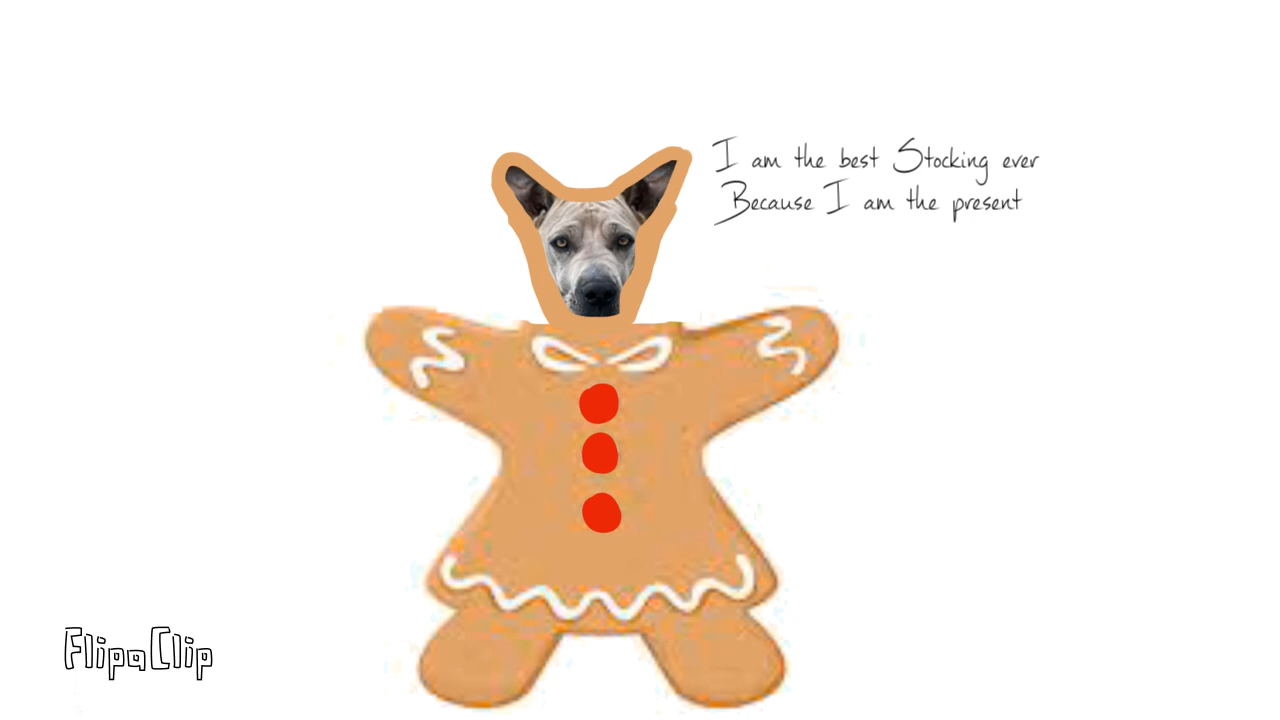 I am the best Stocking ever
Because I am the present
FlipaClip